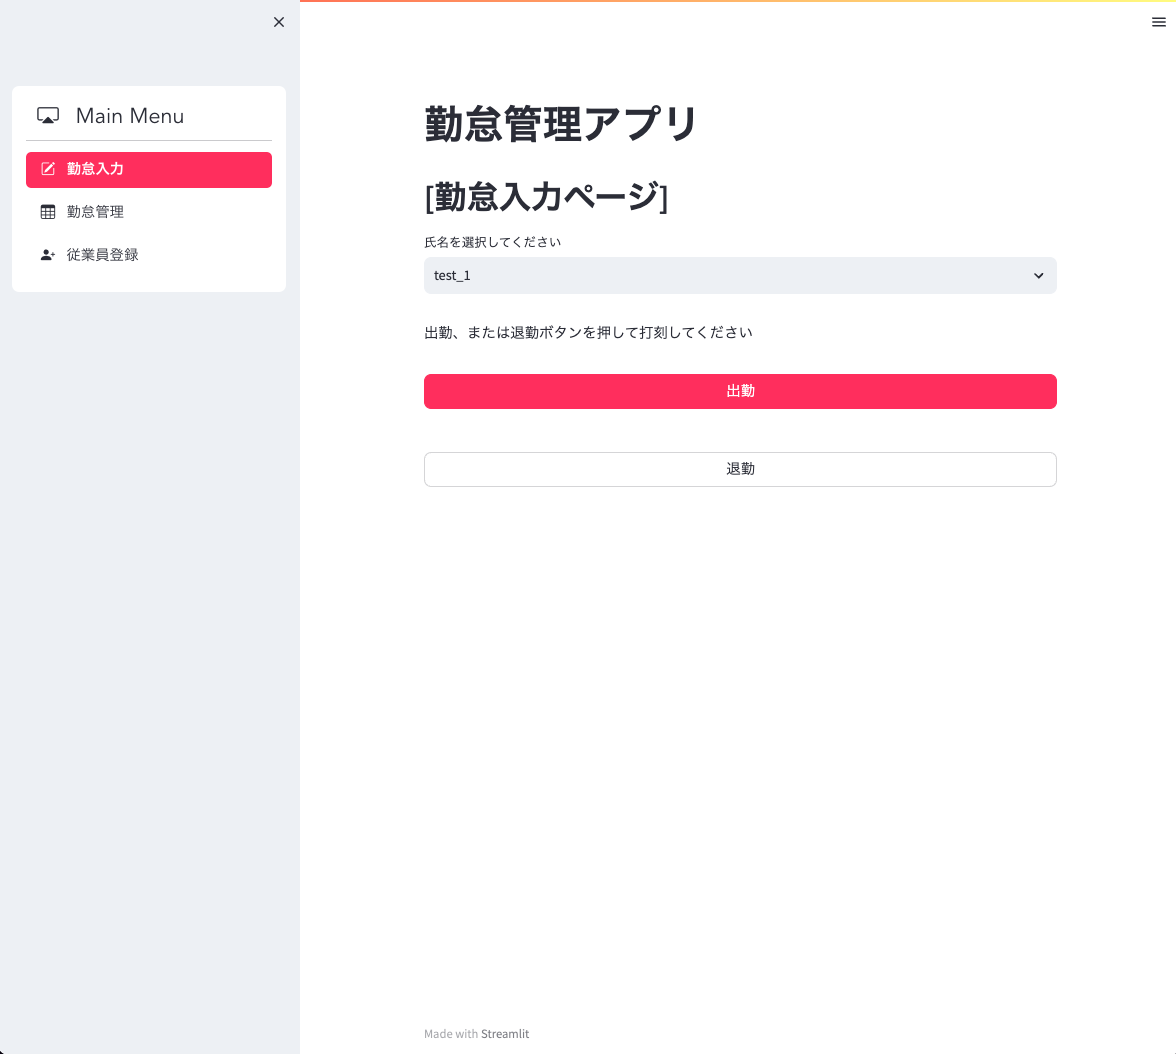 Main Menu
勤怠入力
勤怠管理
従業員登録
勤怠管理アプリ
[勤怠入力ページ]
氏名を選択してください
test_1
出勤、または退勤ボタンを押して打刻してください
出勤
退勤
Made with Streamlit